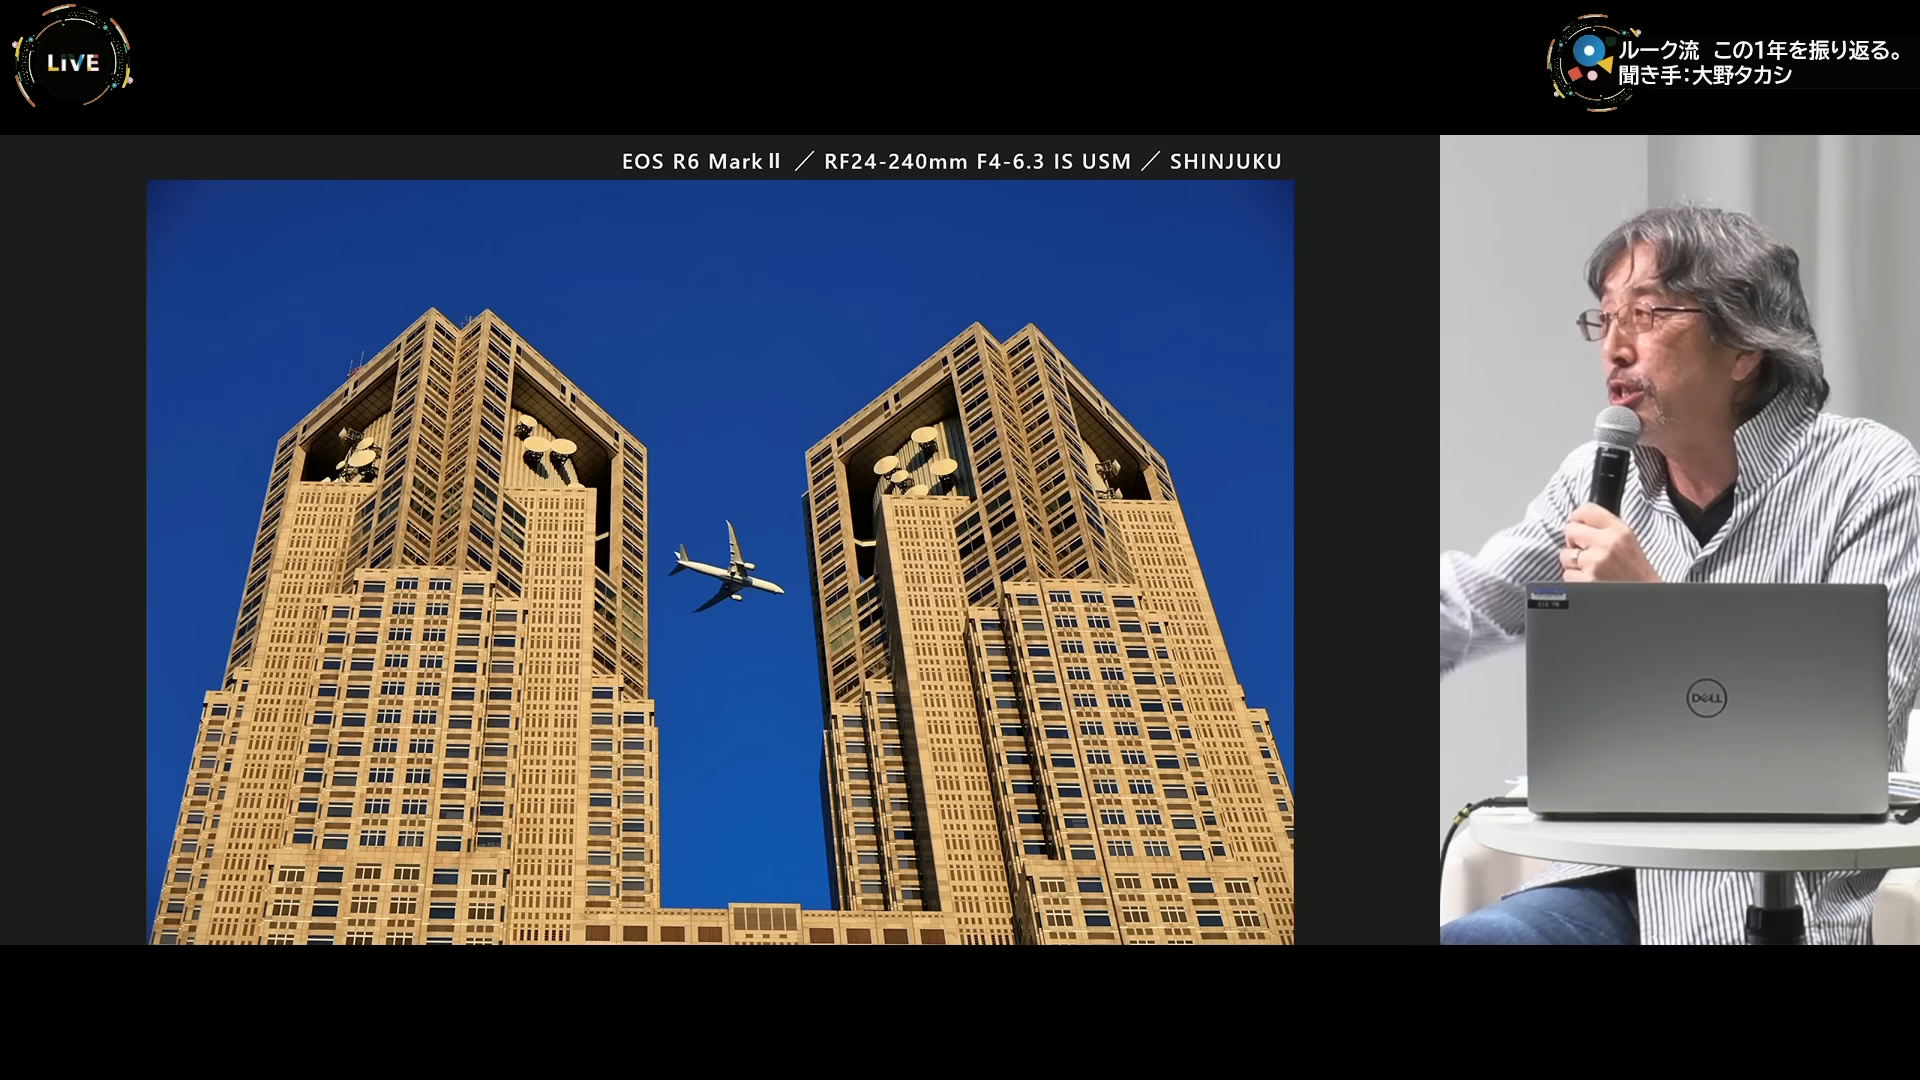 LiVE
ルーク流 この1年を振り返る。
聞き手：大野タカシ
EOS R6 Mark Ⅱ ／ RF24-240mm F4-6.3 IS USM ／ SHINJUKU
DELL